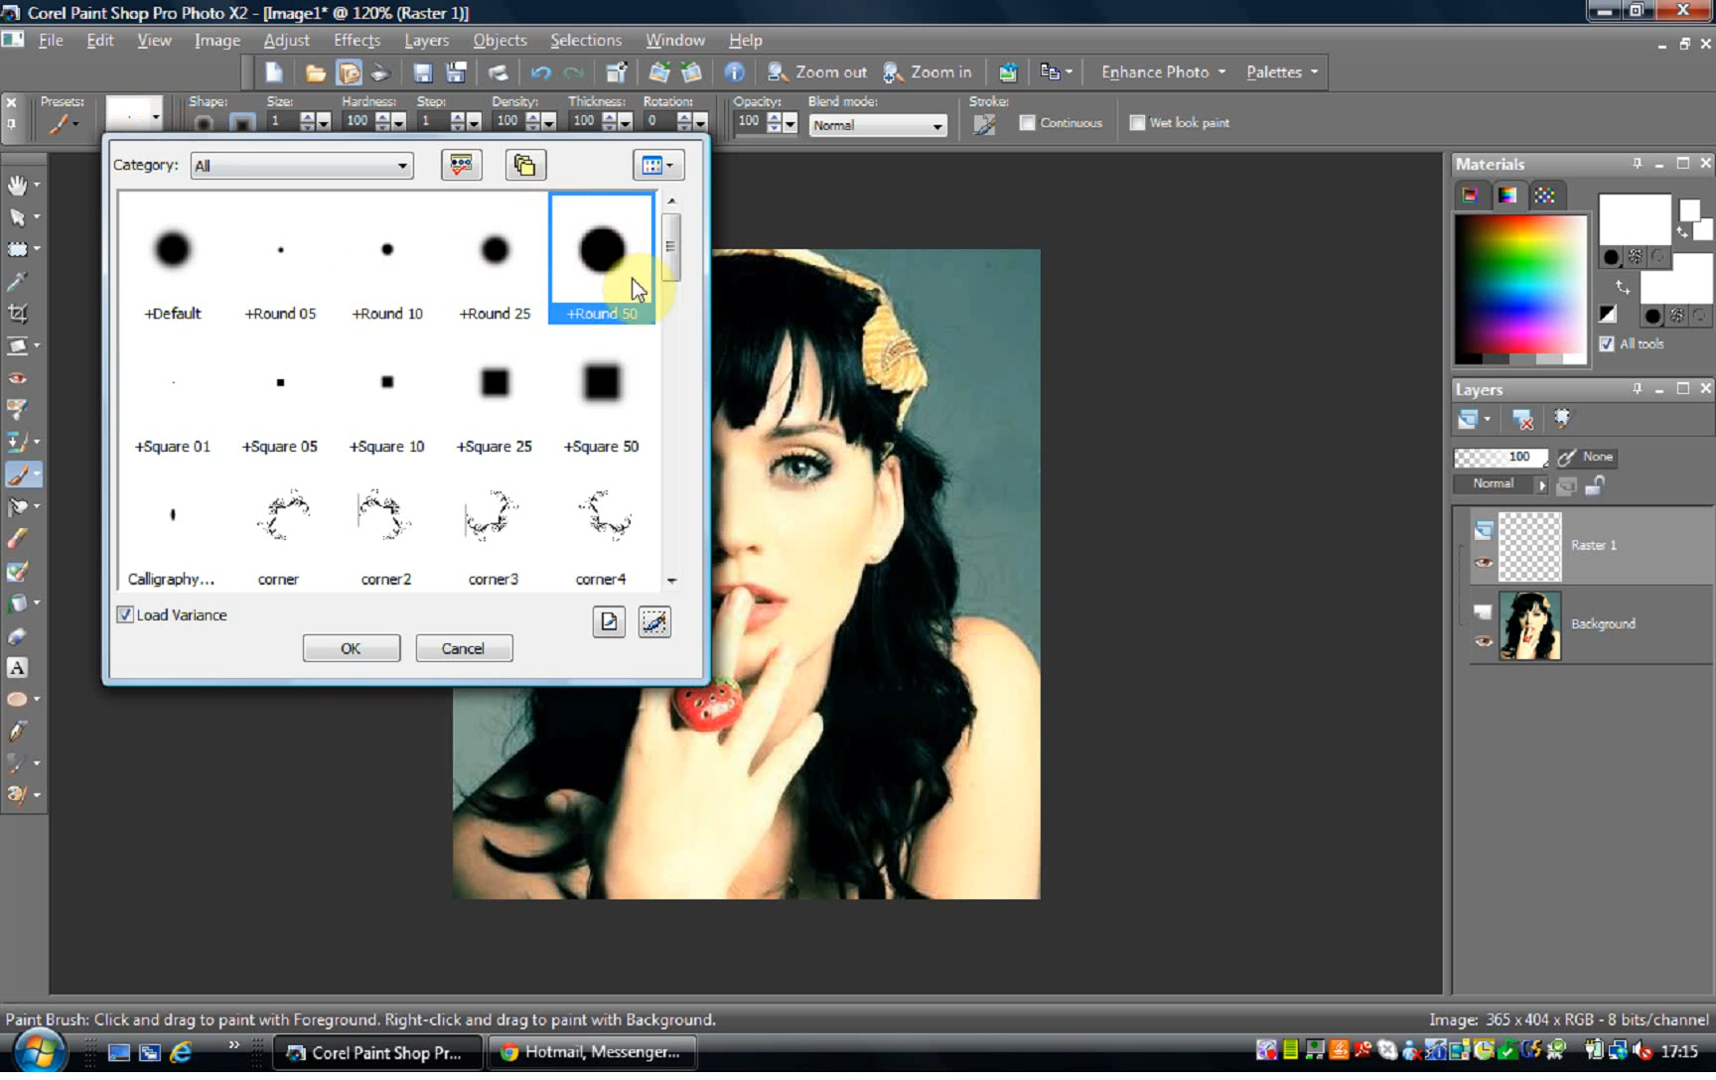 Corel Paint Shop Pro Photo X2 - [Image1* @ 120% (Raster 1)]
File Edit View Image Adjust Effects Layers Objects Selections Window Help
Zoom out Zoom in Enhance Photo Palettes
Presets: Shape: Size: Hardness: Step: Density: Thickness: Rotation: Opacity: Blend mode: Stroke:
1 100 1 100 100 0 100 Normal Continuous Wet look paint
Category: All
+Default +Round 05 +Round 10 +Round 25 +Round 50
+Square 01 +Square 05 +Square 10 +Square 25 +Square 50
Calligraphy... corner corner2 corner3 corner4
Load Variance
OK Cancel
Materials
All tools
Layers
100 None
Normal
Raster 1
Background
Paint Brush: Click and drag to paint with Foreground. Right-click and drag to paint with Background.
Image: 365 x 404 x RGB - 8 bits/channel
Corel Paint Shop Pr... Hotmail, Messenger... 17:15